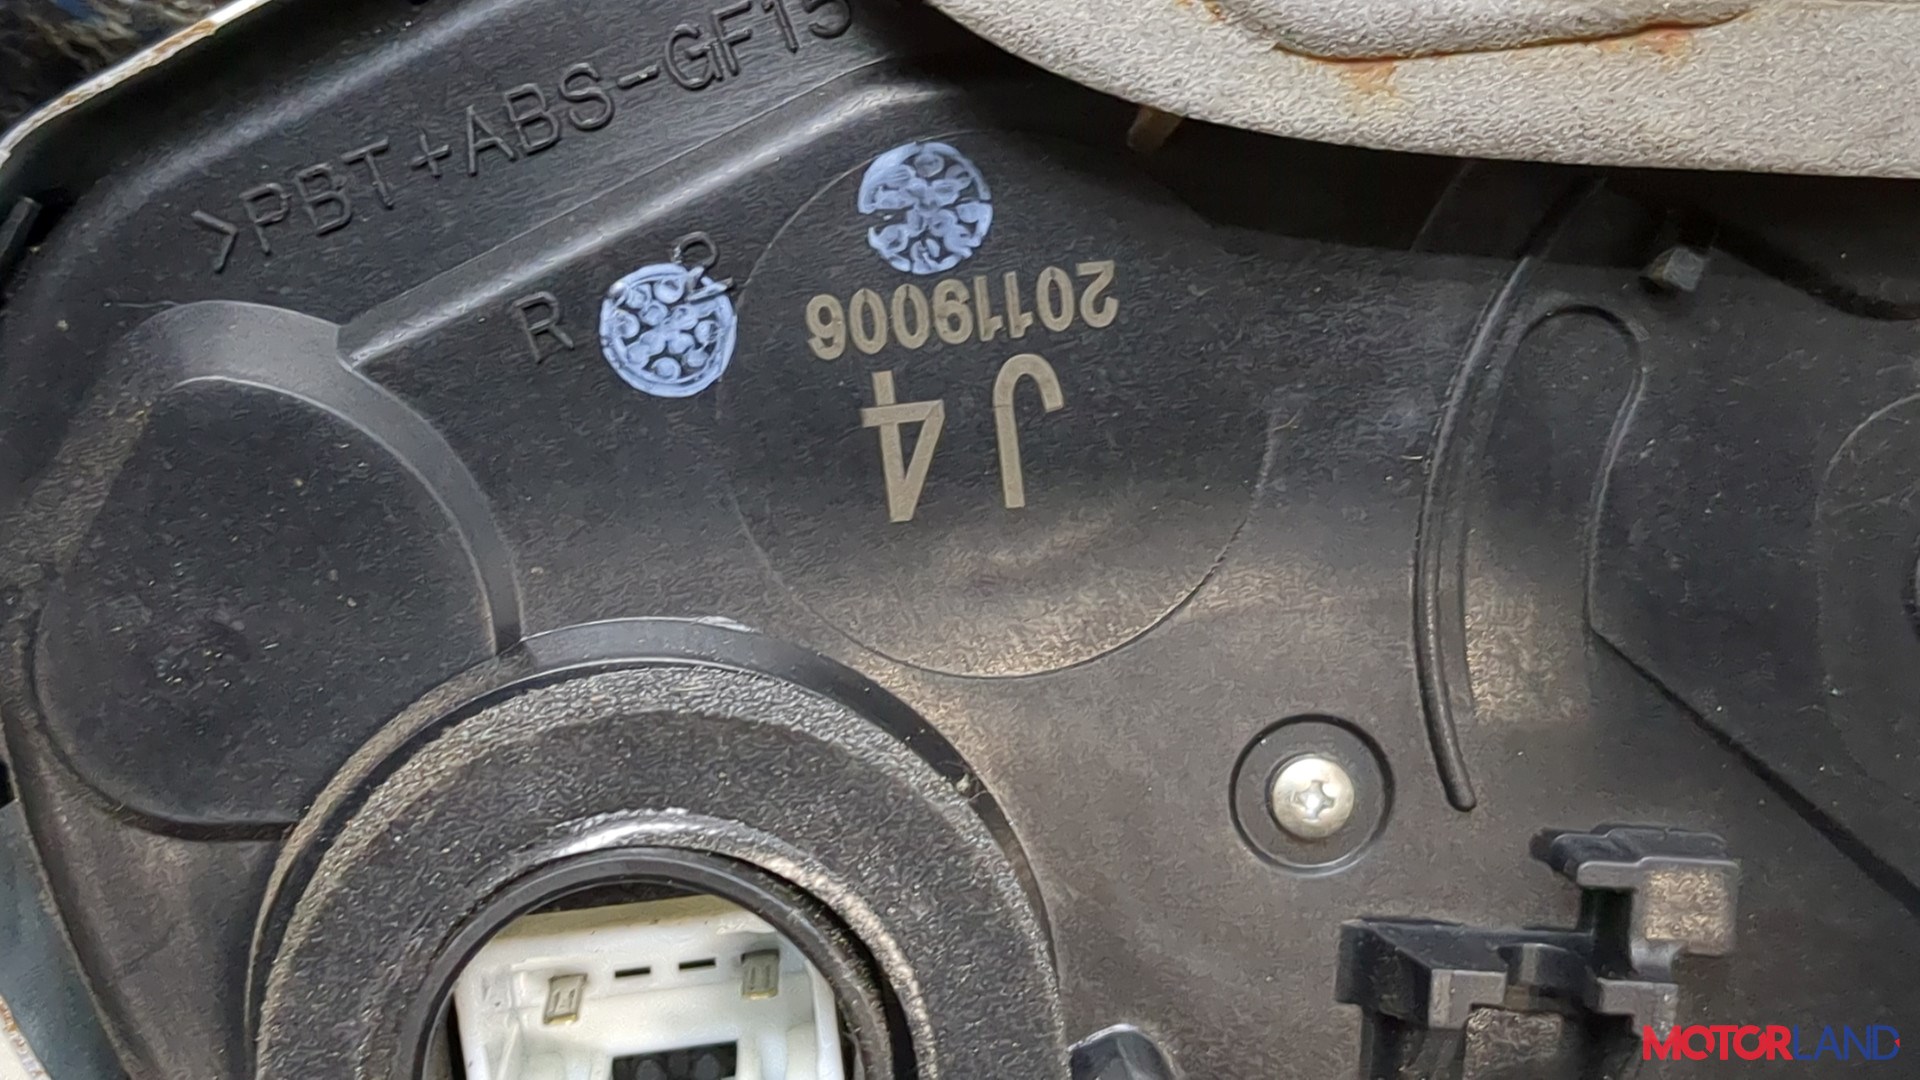 >PBT+ABS-GF15
R
20119006
J4
MOTORLAND